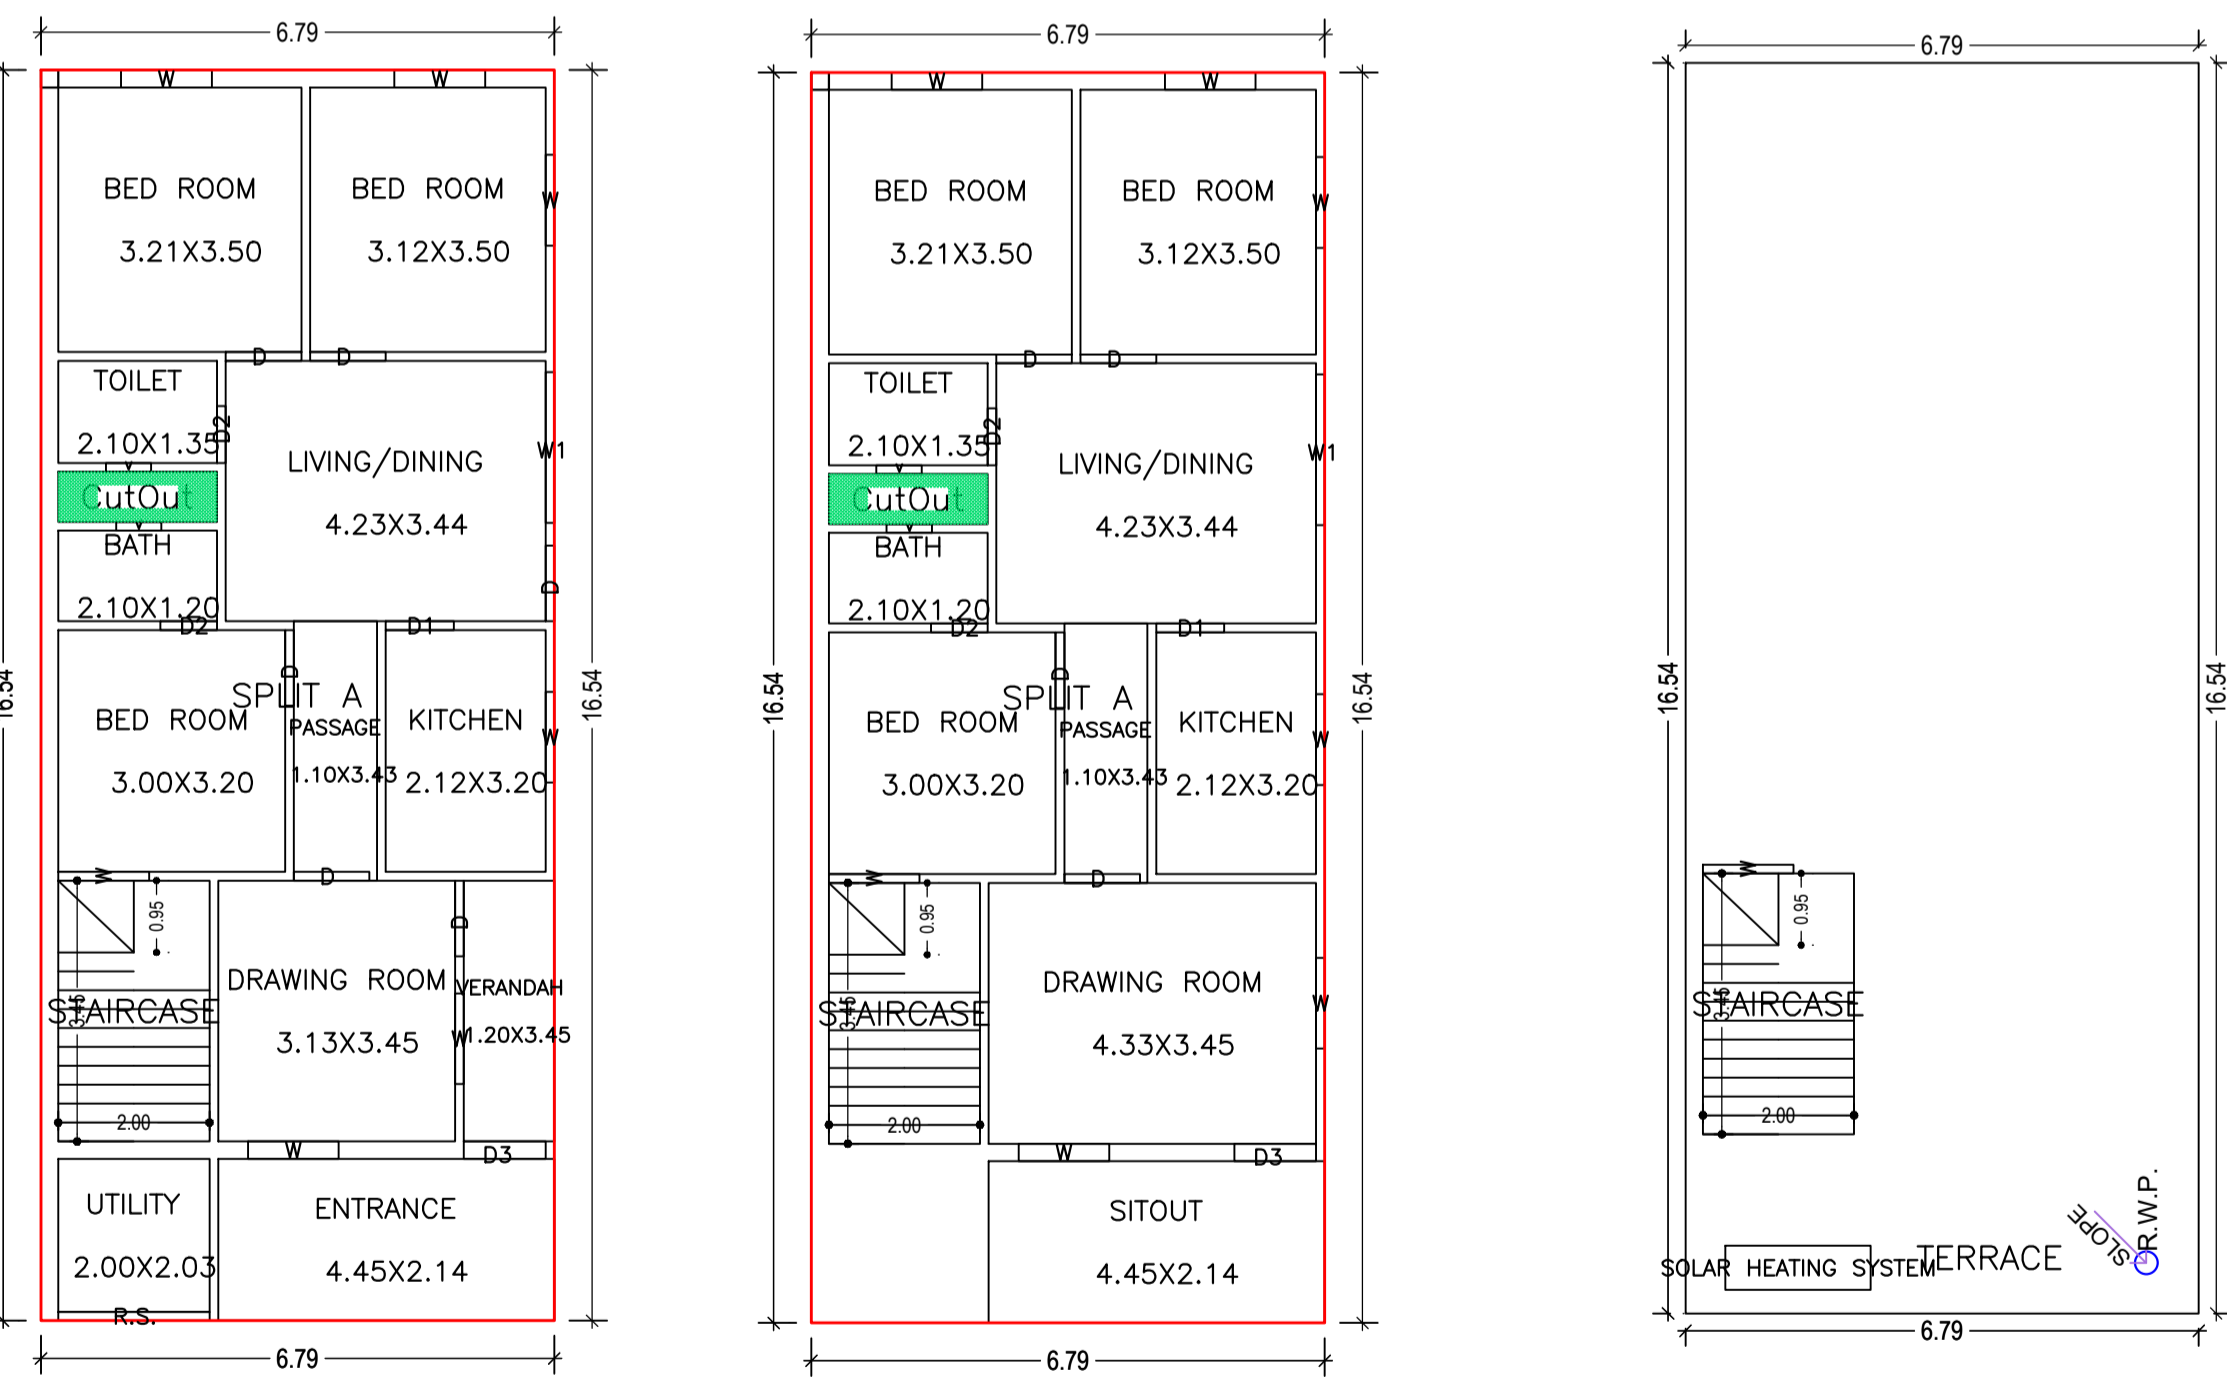 6.79
W
W
BED ROOM
3.21X3.50
BED ROOM
3.12X3.50
W
D
D
TOILET
2.10X1.35
D2
V
CutOut
V
BATH
2.10X1.20
D2
LIVING/DINING
4.23X3.44
W1
D
D1
16.54
16.54
SPLIT A
D
BED ROOM
3.00X3.20
PASSAGE
1.10X3.43
KITCHEN
2.12X3.20
W
W
D
0.95
3.45
STAIRCASE
2.00
DRAWING ROOM
3.13X3.45
D
VERANDAH
1.20X3.45
W
W
D3
UTILITY
2.00X2.03
R.S.
ENTRANCE
4.45X2.14
6.79
6.79
W
W
BED ROOM
3.21X3.50
BED ROOM
3.12X3.50
W
D
D
TOILET
2.10X1.35
D2
V
CutOut
V
BATH
2.10X1.20
D2
LIVING/DINING
4.23X3.44
W1
D1
16.54
16.54
SPLIT A
D
BED ROOM
3.00X3.20
PASSAGE
1.10X3.43
KITCHEN
2.12X3.20
W
W
D
0.95
3.45
STAIRCASE
2.00
DRAWING ROOM
4.33X3.45
W
W
D3
SITOUT
4.45X2.14
6.79
6.79
16.54
16.54
W
0.95
3.45
STAIRCASE
2.00
R.W.P.
SLOPE
TERRACE
SOLAR HEATING SYSTEM
6.79